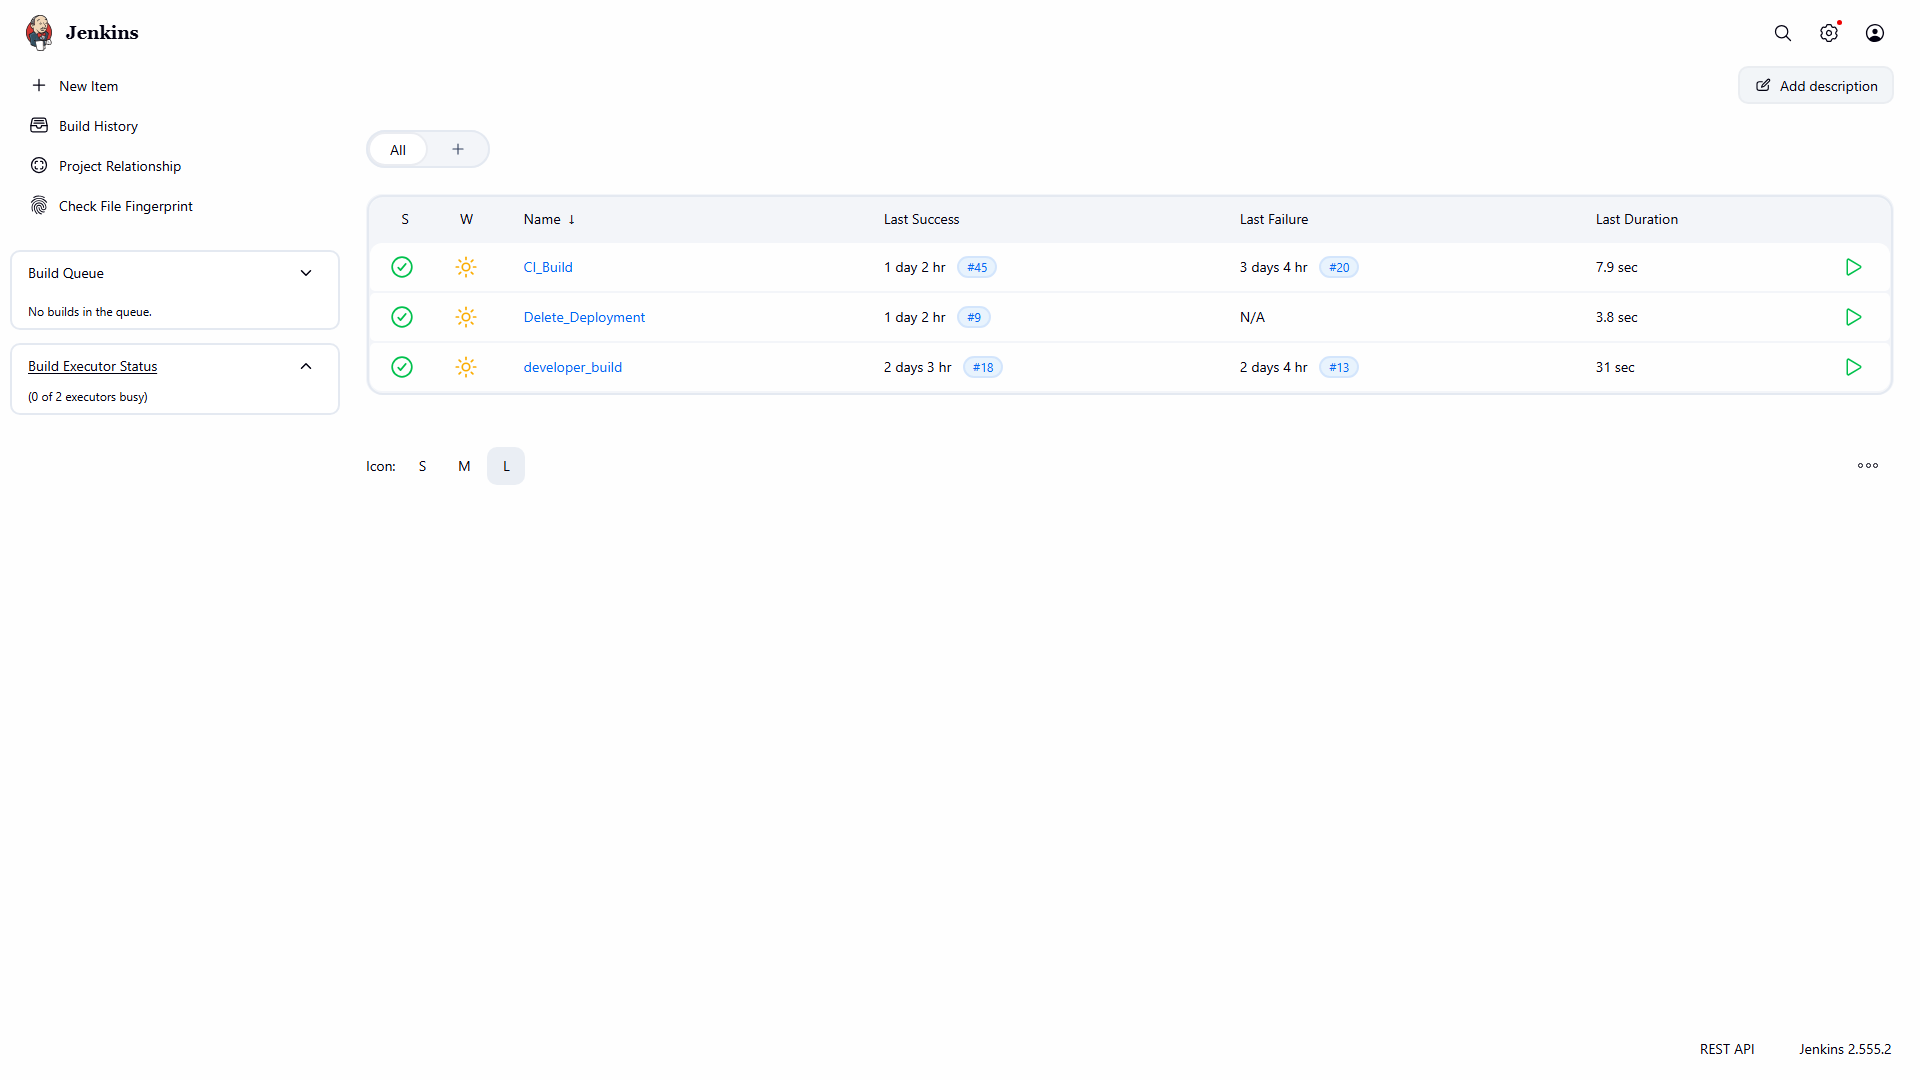 Jenkins
New Item
Add description
Build History
All
Project Relationship
Check File Fingerprint
S W Name ↓ Last Success Last Failure Last Duration
CI_Build 1 day 2 hr #45 3 days 4 hr #20 7.9 sec
Delete_Deployment 1 day 2 hr #9 N/A 3.8 sec
developer_build 2 days 3 hr #18 2 days 4 hr #13 31 sec
Build Queue
No builds in the queue.
Build Executor Status
(0 of 2 executors busy)
Icon: S M L
REST API Jenkins 2.555.2